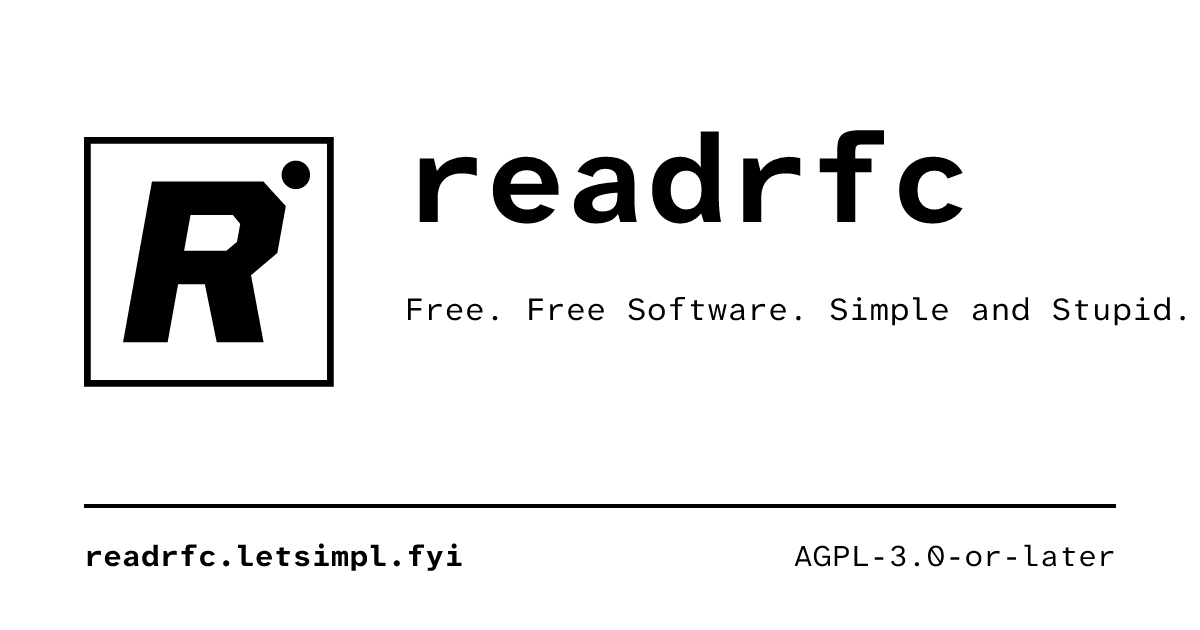 R
readrfc
Free. Free Software. Simple and Stupid.
readrfc.letsimpl.fyi
AGPL-3.0-or-later